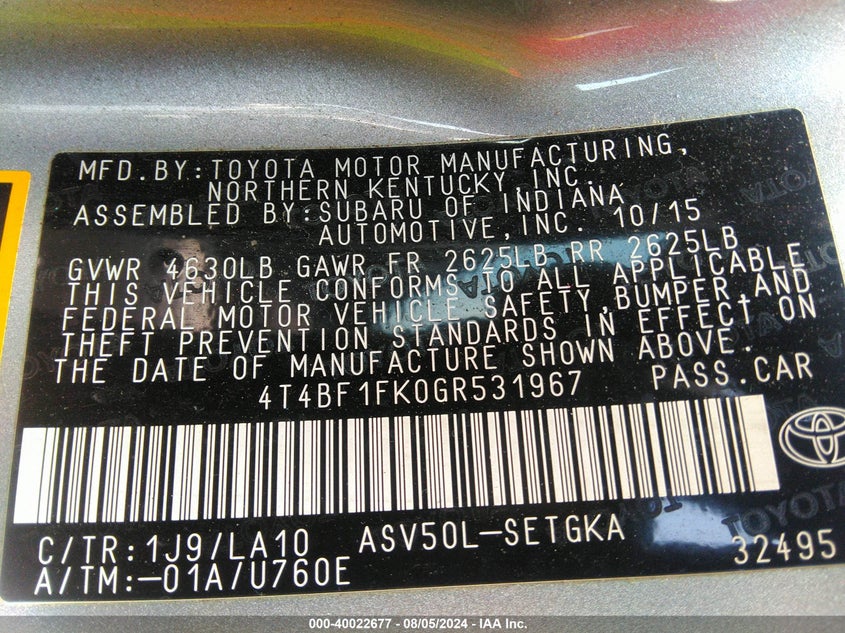 MFD.BY:TOYOTA MOTOR MANUFACTURING,
NORTHERN KENTUCKY,INC.
ASSEMBLED BY:SUBARU OF INDIANA
AUTOMOTIVE,INC. 10/15
GVWR 4630LB GAWR FR 2625LB RR 2625LB
THIS VEHICLE CONFORMS TO ALL APPLICABLE
FEDERAL MOTOR VEHICLE SAFETY,BUMPER,AND
THEFT PREVENTION STANDARDS IN EFFECT ON
THE DATE OF MANUFACTURE SHOWN ABOVE.
4T4BF1FK0GR531967 PASS.CAR
C/TR:1J9/LA10 ASV50L-SETGKA
A/TM:-01A/U760E 32495
TOYOTA
000-40022677 - 08/05/2024 - IAA Inc.